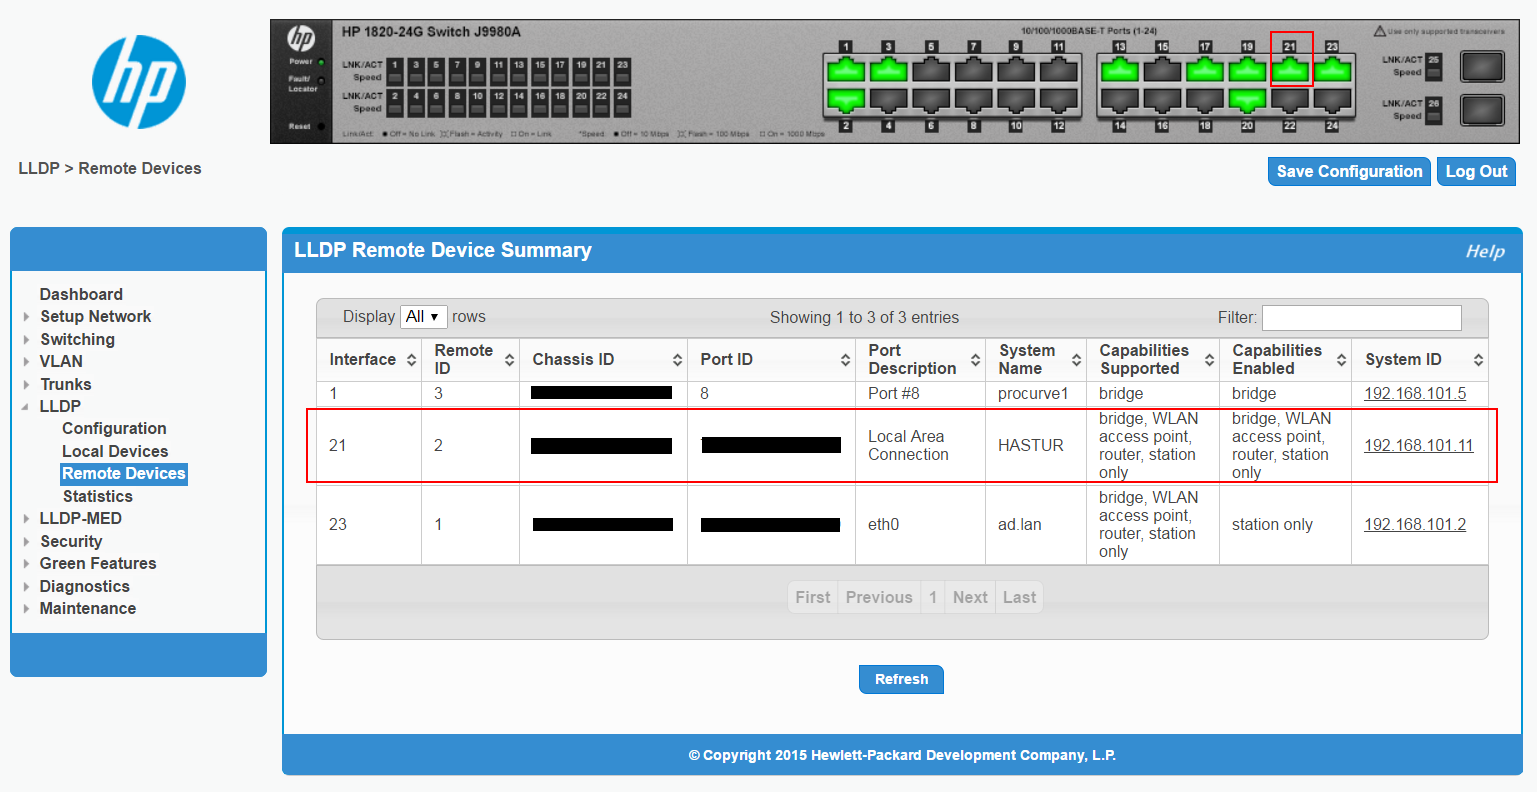 hp
HP 1820-24G Switch J9980A
10/100/1000BASE-T Ports (1-24)
Use only supported transceivers
hp
Power
Fault/
Locator
Reset
LNK/ACT 1 3 5 7 9 11 13 15 17 19 21 23
Speed
LNK/ACT 2 4 6 8 10 12 14 16 18 20 22 24
Speed
Link/Act: Off = No Link Flash = Activity On = Link *Speed: Off = 10 Mbps Flash = 100 Mbps On = 1000 Mbps
1 3 5 7 9 11 13 15 17 19 21 23
2 4 6 8 10 12 14 16 18 20 22 24
LNK/ACT 25
Speed
LNK/ACT 26
Speed
LLDP > Remote Devices
Save Configuration
Log Out
Dashboard
Setup Network
Switching
VLAN
Trunks
LLDP
Configuration
Local Devices
Remote Devices
Statistics
LLDP-MED
Security
Green Features
Diagnostics
Maintenance
LLDP Remote Device Summary
Help
Display All rows
Showing 1 to 3 of 3 entries
Filter:
Interface
Remote
ID
Chassis ID
Port ID
Port
Description
System
Name
Capabilities
Supported
Capabilities
Enabled
System ID
1 3 8 Port #8 procurve1 bridge bridge 192.168.101.5
21
2
Local Area
Connection
HASTUR
bridge, WLAN
access point,
router, station
only
bridge, WLAN
access point,
router, station
only
192.168.101.11
23
1
eth0
ad.lan
bridge, WLAN
access point,
router, station
only
station only
192.168.101.2
First Previous 1 Next Last
Refresh
© Copyright 2015 Hewlett-Packard Development Company, L.P.